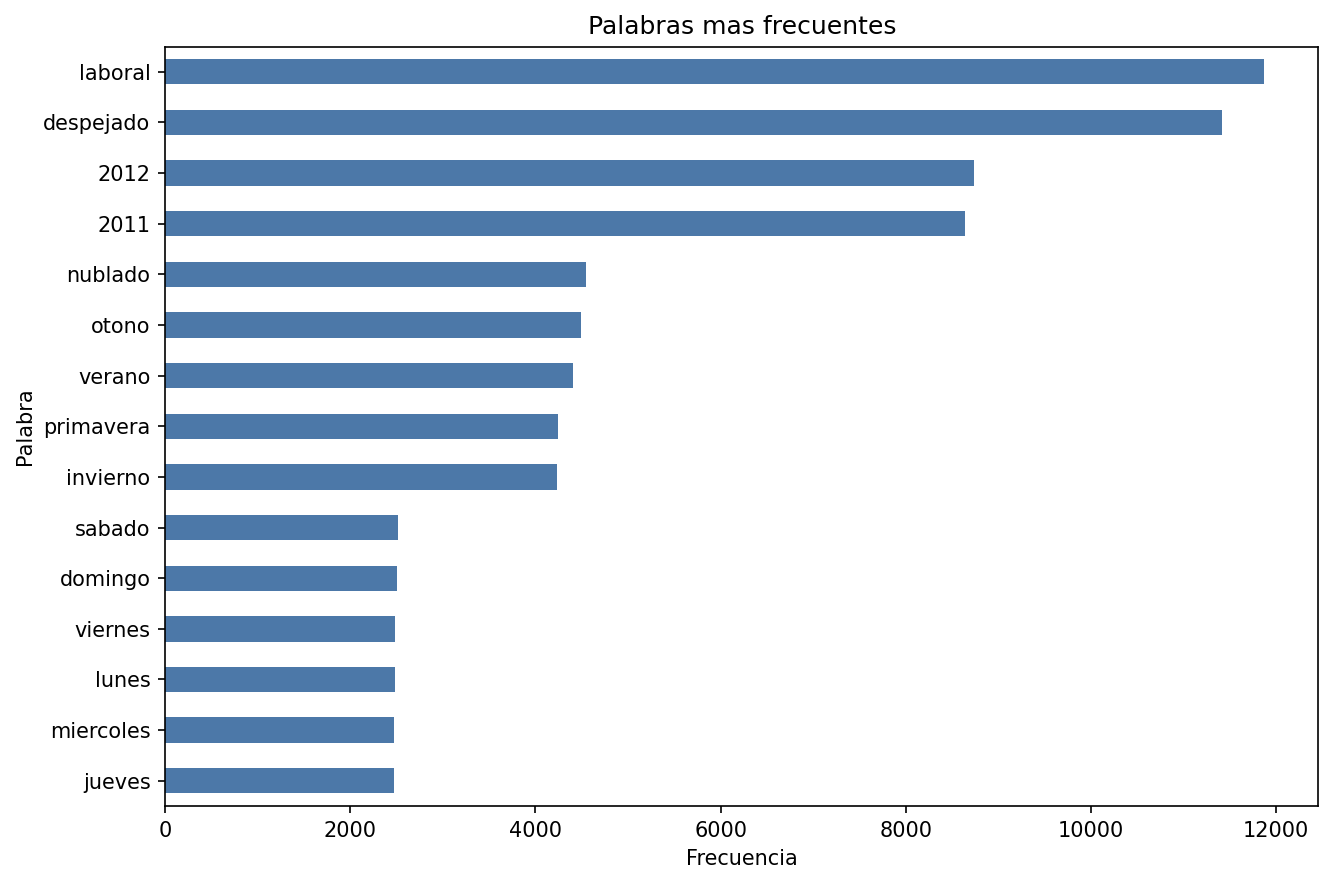 Palabras mas frecuentes
laboral
despejado
2012
2011
nublado
otono
verano
primavera
invierno
sabado
domingo
viernes
lunes
miercoles
jueves
Palabra
0 2000 4000 6000 8000 10000 12000
Frecuencia